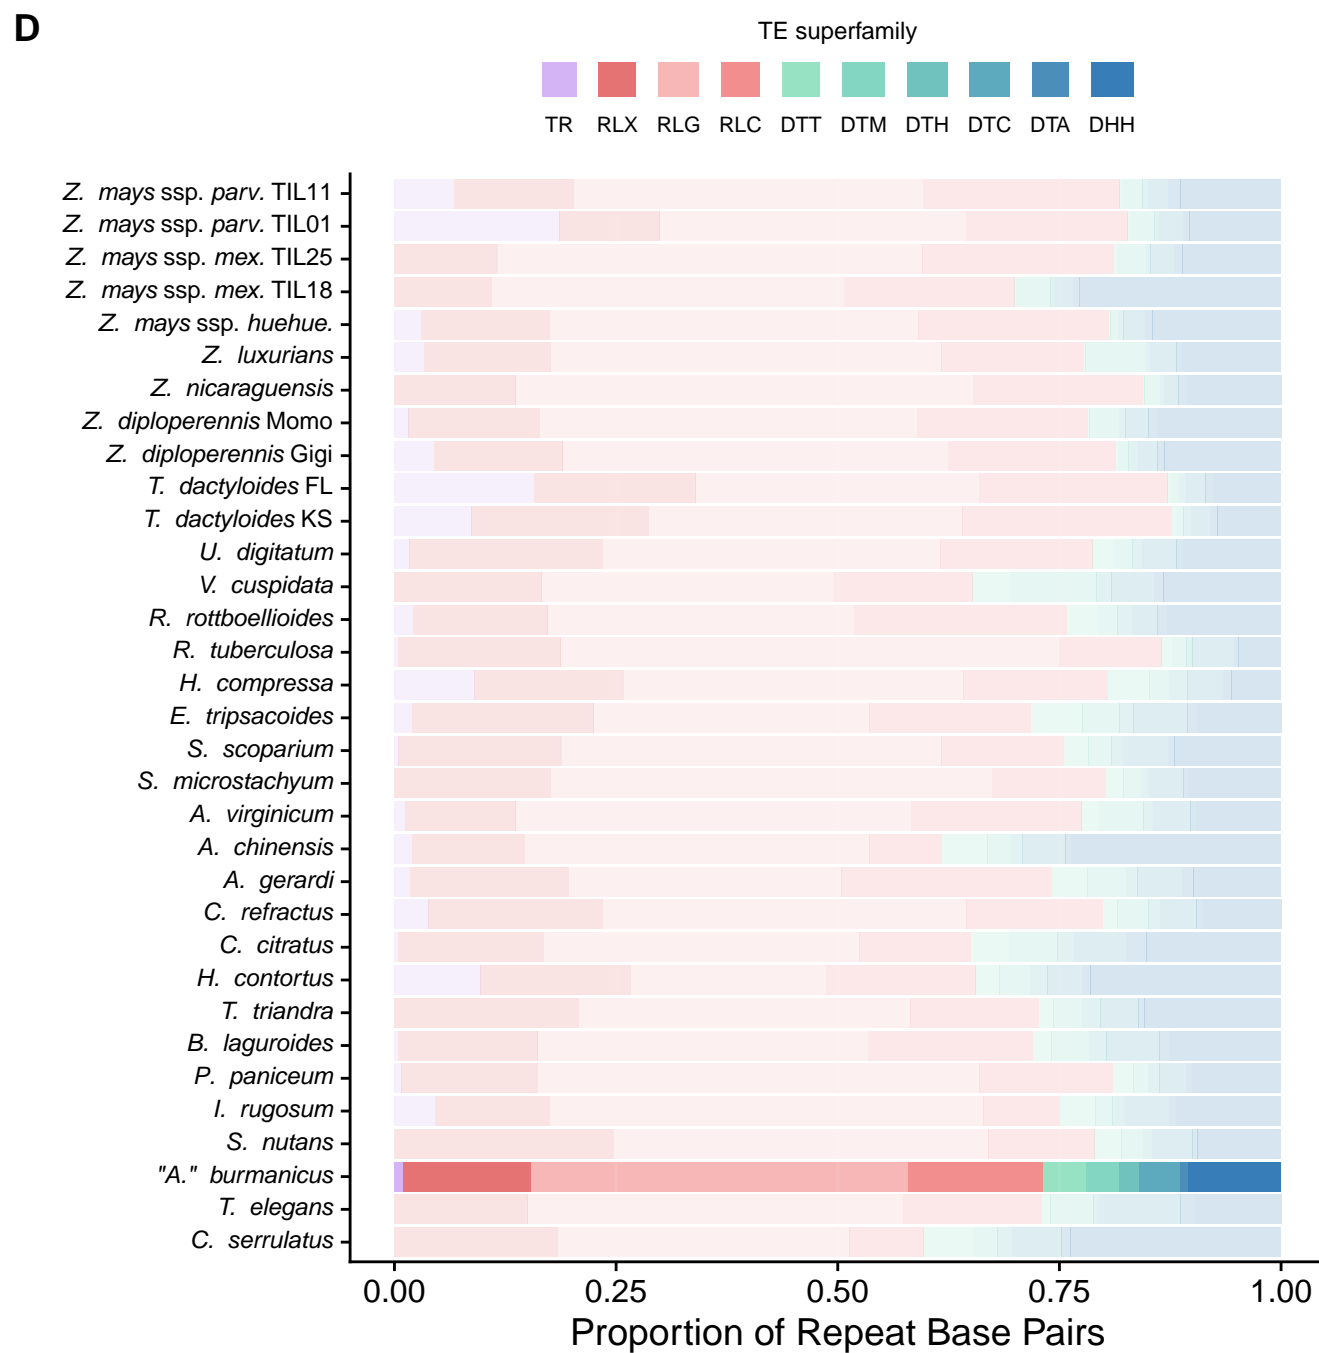 D
TE superfamily
TR RLX RLG RLC DTT DTM DTH DTC DTA DHH
Z. mays ssp. parv. TIL11
Z. mays ssp. parv. TIL01
Z. mays ssp. mex. TIL25
Z. mays ssp. mex. TIL18
Z. mays ssp. huehue.
Z. luxurians
Z. nicaraguensis
Z. diploperennis Momo
Z. diploperennis Gigi
T. dactyloides FL
T. dactyloides KS
U. digitatum
V. cuspidata
R. rottboellioides
R. tuberculosa
H. compressa
E. tripsacoides
S. scoparium
S. microstachyum
A. virginicum
A. chinensis
A. gerardi
C. refractus
C. citratus
H. contortus
T. triandra
B. laguroides
P. paniceum
I. rugosum
S. nutans
"A." burmanicus
T. elegans
C. serrulatus
0.00 0.25 0.50 0.75 1.00
Proportion of Repeat Base Pairs